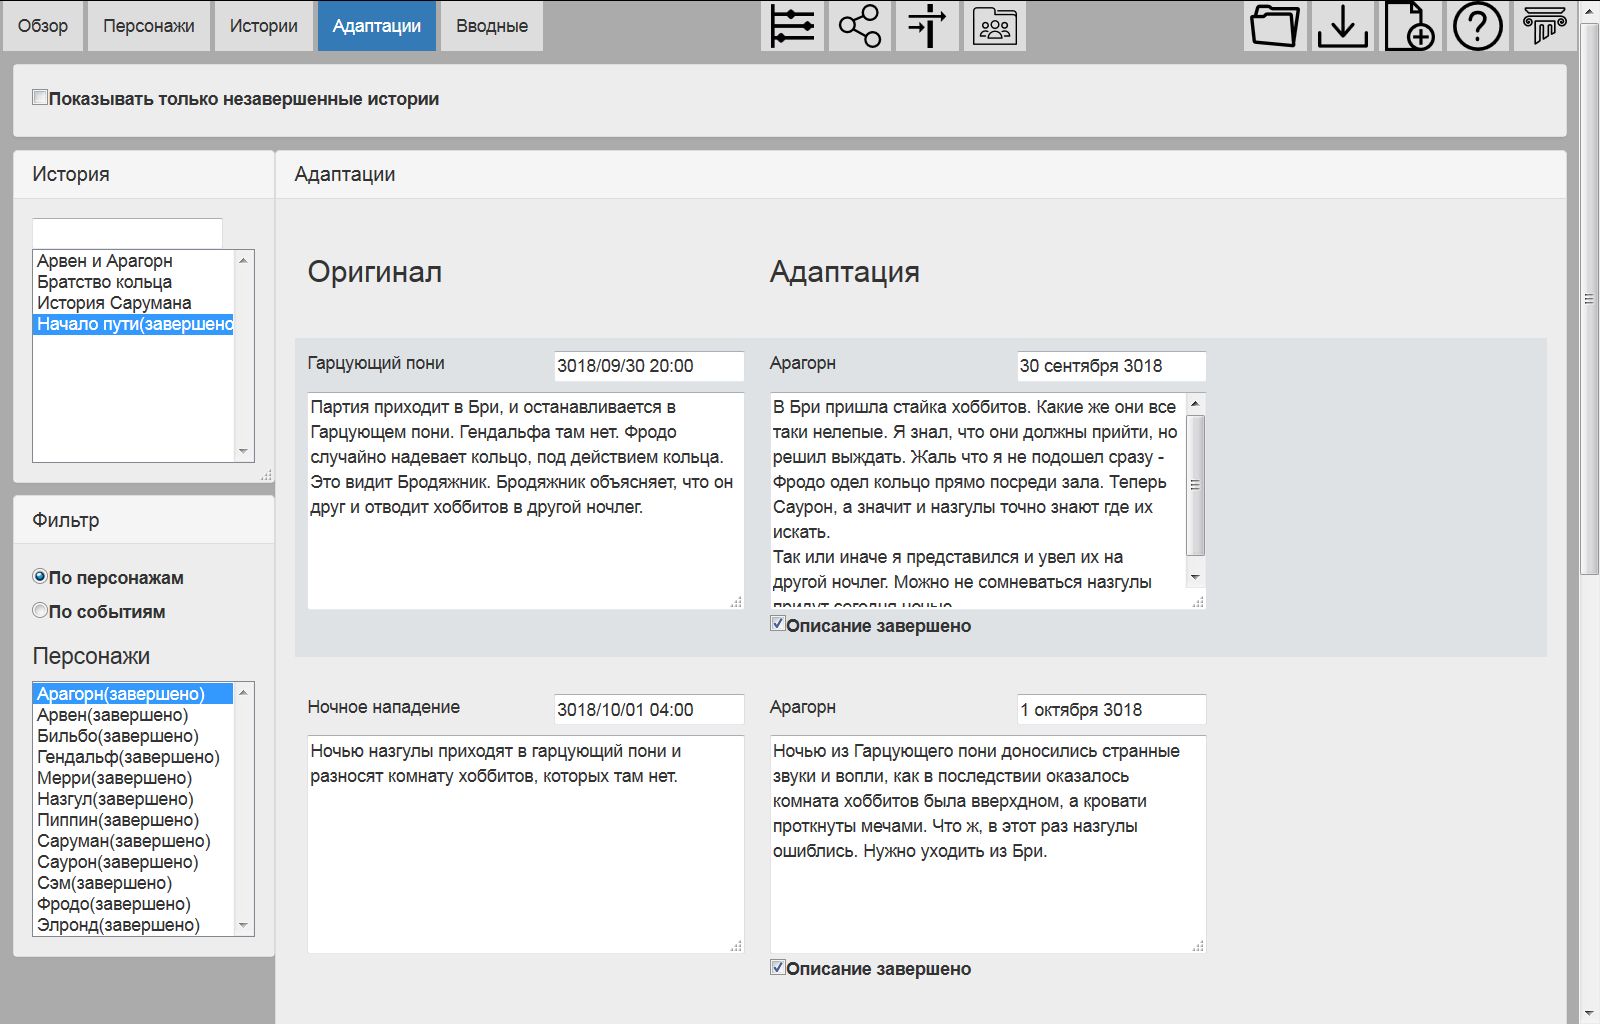 Обзор Персонажи Истории Адаптации Вводные
Показывать только незавершенные истории
История
Арвен и Арагорн
Братство кольца
История Сарумана
Начало пути(завершено
Фильтр
По персонажам
По событиям
Персонажи
Арагорн(завершено)
Арвен(завершено)
Бильбо(завершено)
Гендальф(завершено)
Мерри(завершено)
Назгул(завершено)
Пиппин(завершено)
Саруман(завершено)
Саурон(завершено)
Сэм(завершено)
Фродо(завершено)
Элронд(завершено)
Адаптации
Оригинал Адаптация
Гарцующий пони 3018/09/30 20:00
Партия приходит в Бри, и останавливается в
Гарцующем пони. Гендальфа там нет. Фродо
случайно надевает кольцо, под действием кольца.
Это видит Бродяжник. Бродяжник объясняет, что он
друг и отводит хоббитов в другой ночлег.
Арагорн 30 сентября 3018
В Бри пришла стайка хоббитов. Какие же они все
таки нелепые. Я знал, что они должны прийти, но
решил выждать. Жаль что я не подошел сразу -
Фродо одел кольцо прямо посреди зала. Теперь
Саурон, а значит и назгулы точно знают где их
искать.
Так или иначе я представился и увел их на
другой ночлег. Можно не сомневаться назгулы
придут сегодня ночью
Описание завершено
Ночное нападение 3018/10/01 04:00
Ночью назгулы приходят в гарцующий пони и
разносят комнату хоббитов, которых там нет.
Арагорн 1 октября 3018
Ночью из Гарцующего пони доносились странные
звуки и вопли, как в последствии оказалось
комната хоббитов была вверхдном, а кровати
проткнуты мечами. Что ж, в этот раз назгулы
ошиблись. Нужно уходить из Бри.
Описание завершено